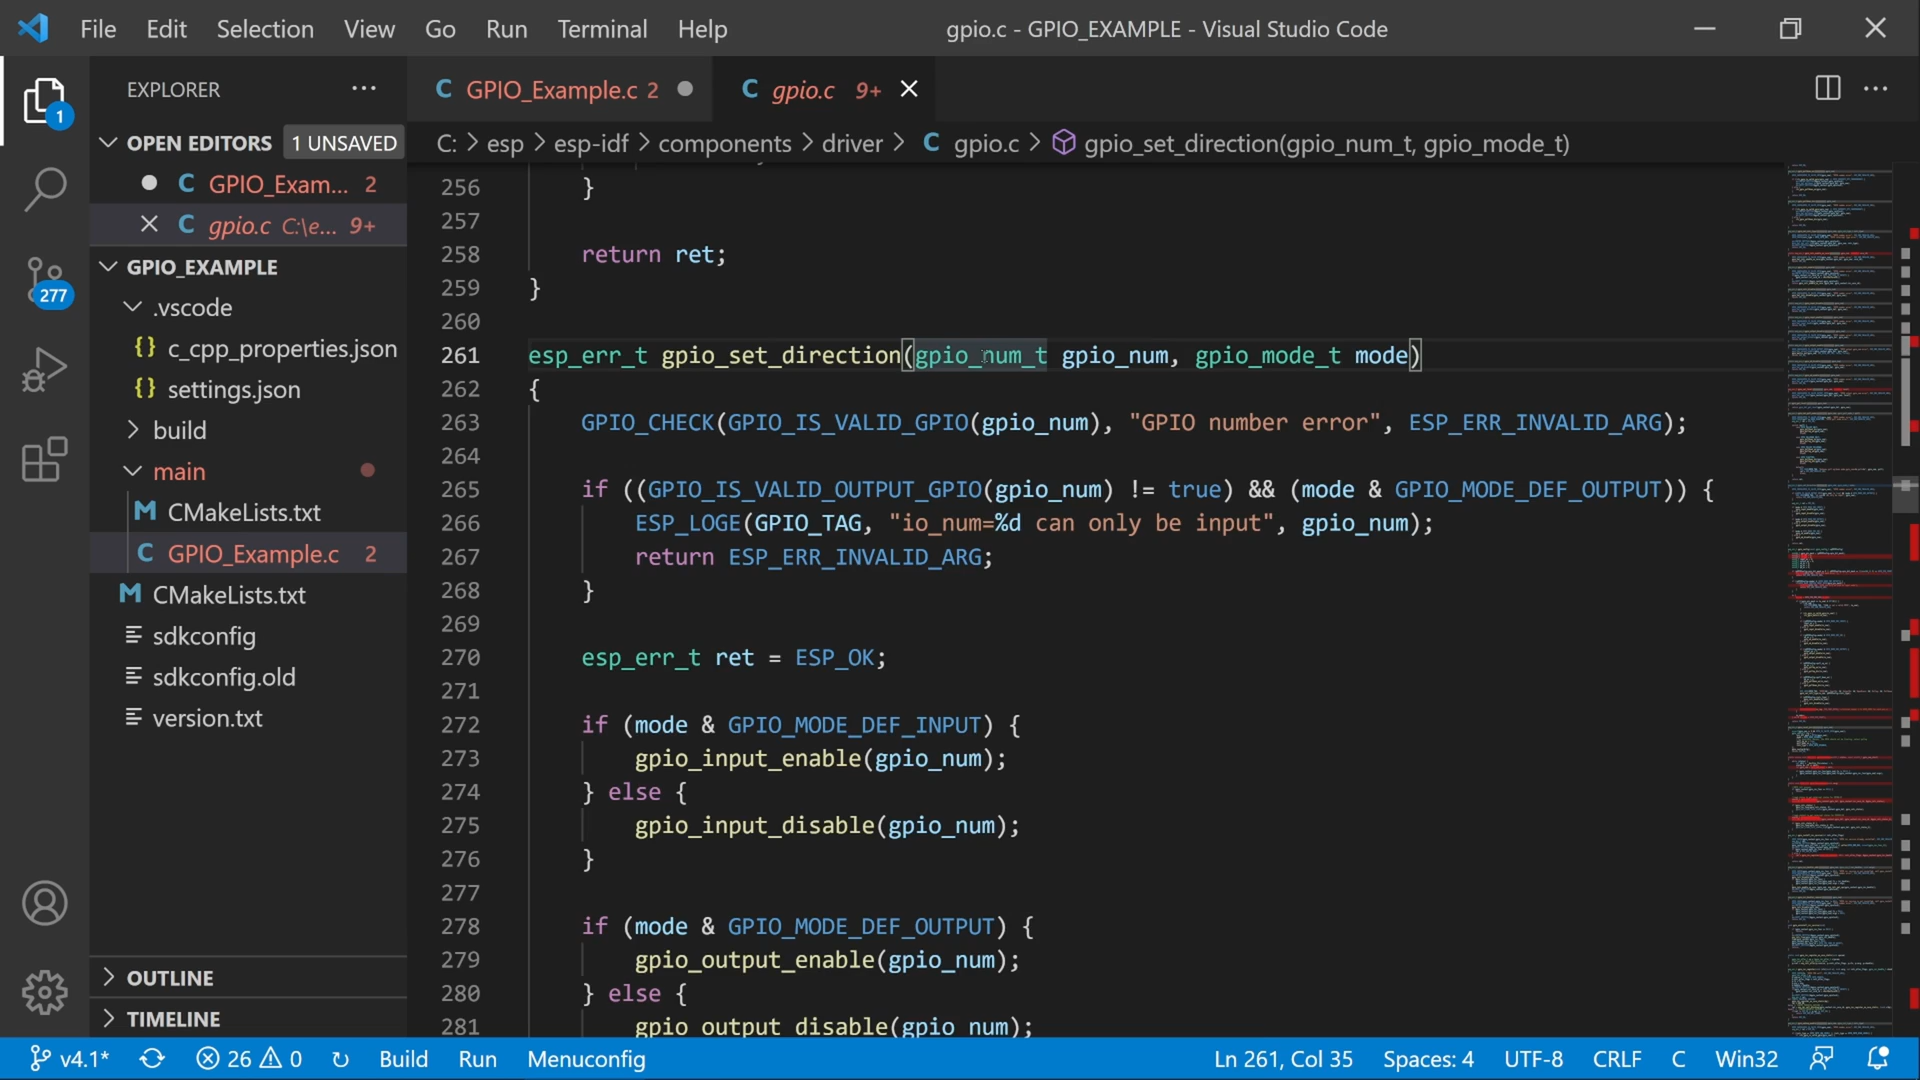 File Edit Selection View Go Run Terminal Help gpio.c - GPIO_EXAMPLE - Visual Studio Code
EXPLORER
GPIO_Example.c 2
gpio.c 9+
1
OPEN EDITORS 1 UNSAVED
C: > esp > esp-idf > components > driver > C gpio.c > gpio_set_direction(gpio_num_t, gpio_mode_t)
C GPIO_Exam... 2
C gpio.c C:\e... 9+
GPIO_EXAMPLE
277
.vscode
{} c_cpp_properties.json
{} settings.json
build
main
M CMakeLists.txt
C GPIO_Example.c 2
M CMakeLists.txt
sdkconfig
sdkconfig.old
version.txt
OUTLINE
TIMELINE
256 }
257
258 return ret;
259 }
260
261 esp_err_t gpio_set_direction(gpio_num_t gpio_num, gpio_mode_t mode)
262 {
263 GPIO_CHECK(GPIO_IS_VALID_GPIO(gpio_num), "GPIO number error", ESP_ERR_INVALID_ARG);
264
265 if ((GPIO_IS_VALID_OUTPUT_GPIO(gpio_num) != true) && (mode & GPIO_MODE_DEF_OUTPUT)) {
266 ESP_LOGE(GPIO_TAG, "io_num=%d can only be input", gpio_num);
267 return ESP_ERR_INVALID_ARG;
268 }
269
270 esp_err_t ret = ESP_OK;
271
272 if (mode & GPIO_MODE_DEF_INPUT) {
273 gpio_input_enable(gpio_num);
274 } else {
275 gpio_input_disable(gpio_num);
276 }
277
278 if (mode & GPIO_MODE_DEF_OUTPUT) {
279 gpio_output_enable(gpio_num);
280 } else {
281 gpio_output_disable(gpio_num);
v4.1* 26 0 Build Run Menuconfig Ln 261, Col 35 Spaces: 4 UTF-8 CRLF C Win32